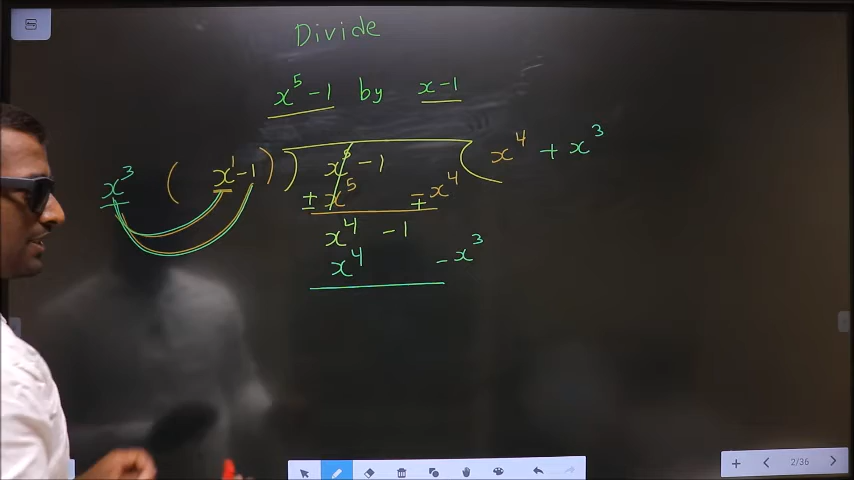 Divide
x⁵ - 1 by x - 1
x³ ( x¹ - 1 ) ) x⁵ - 1 ( x⁴ + x³
± x⁵ ∓ x⁴
x⁴ - 1
x⁴ - x³
2/36